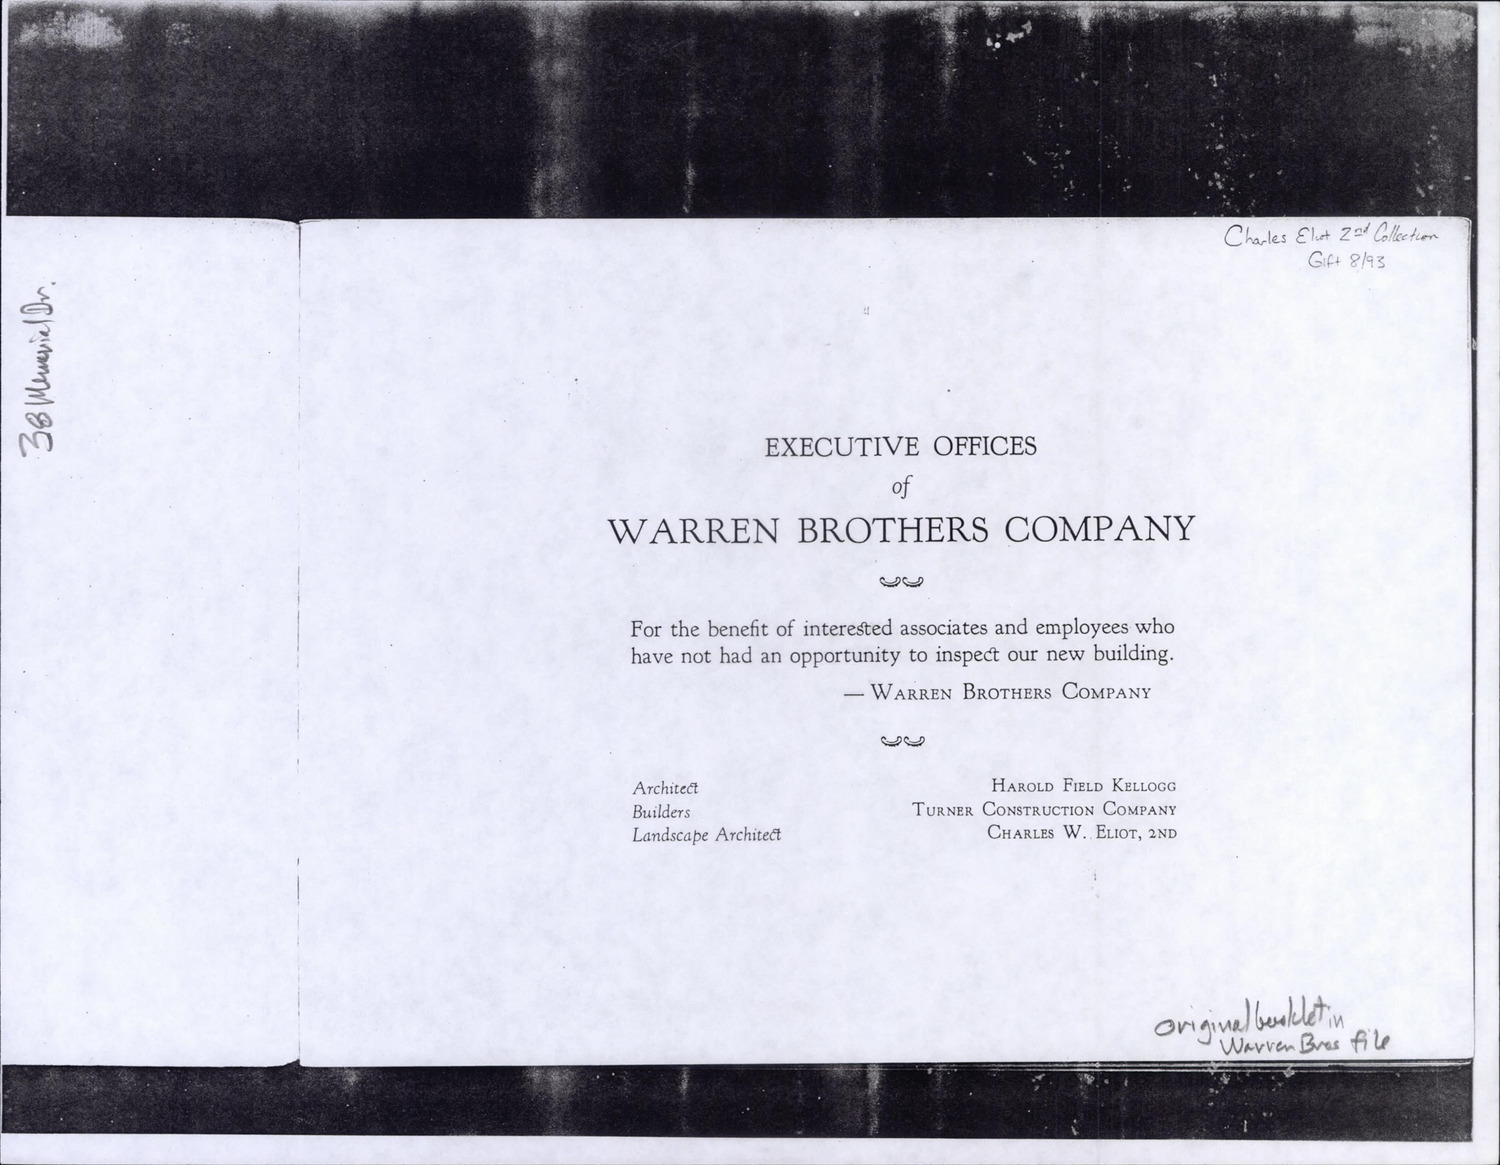 Charles Eliot 2nd Collection
Gift 8/93
38 Memorial Dr.
EXECUTIVE OFFICES
of
WARREN BROTHERS COMPANY
For the benefit of interested associates and employees who
have not had an opportunity to inspect our new building.
— WARREN BROTHERS COMPANY
Architect HAROLD FIELD KELLOGG
Builders TURNER CONSTRUCTION COMPANY
Landscape Architect CHARLES W. ELIOT, 2ND
original booklet in
Warren Bros file